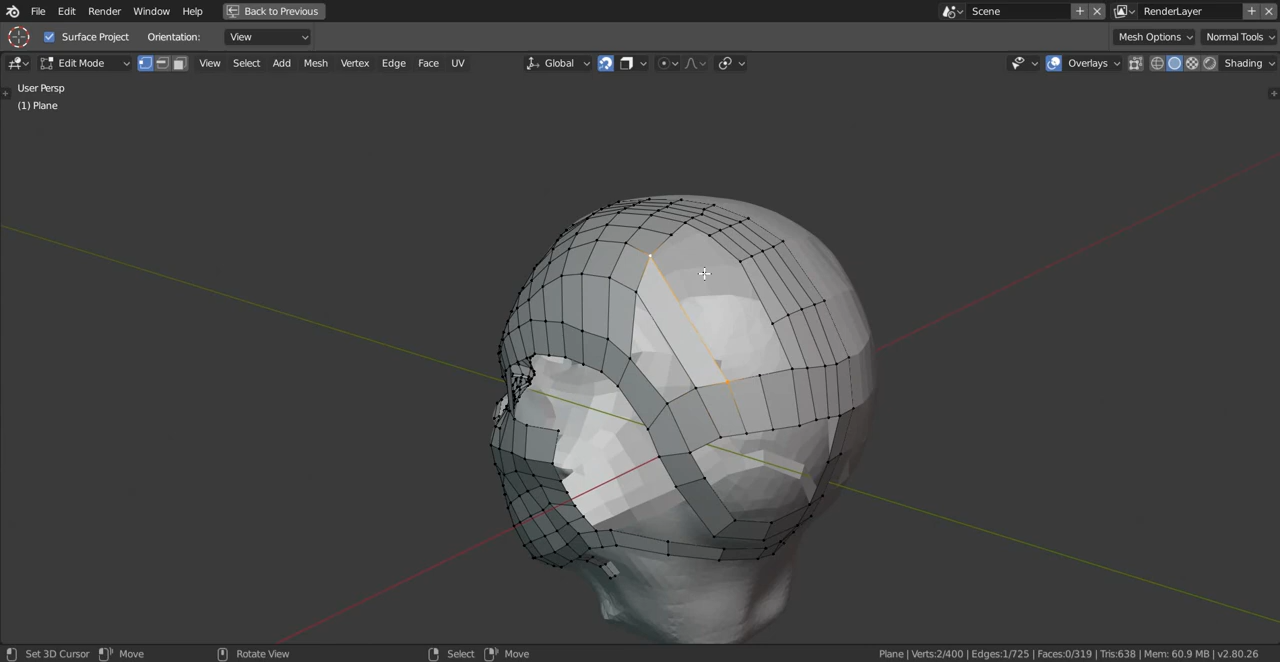 File Edit Render Window Help Back to Previous Scene RenderLayer
Surface Project Orientation: View Mesh Options Normal Tools
Edit Mode View Select Add Mesh Vertex Edge Face UV Global Overlays Shading
User Persp
(1) Plane
Set 3D Cursor Move Rotate View Select Move Plane | Verts:2/400 | Edges:1/725 | Faces:0/319 | Tris:638 | Mem: 60.9 MB | v2.80.26